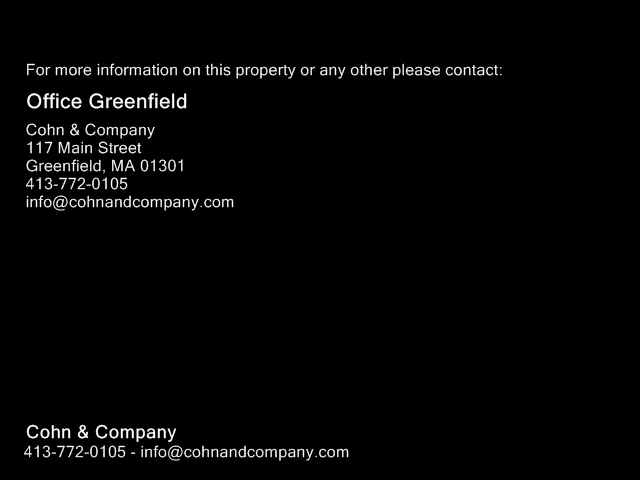 For more information on this property or any other please contact:
Office Greenfield
Cohn & Company
117 Main Street
Greenfield, MA 01301
413-772-0105
info@cohnandcompany.com
Cohn & Company
413-772-0105 - info@cohnandcompany.com